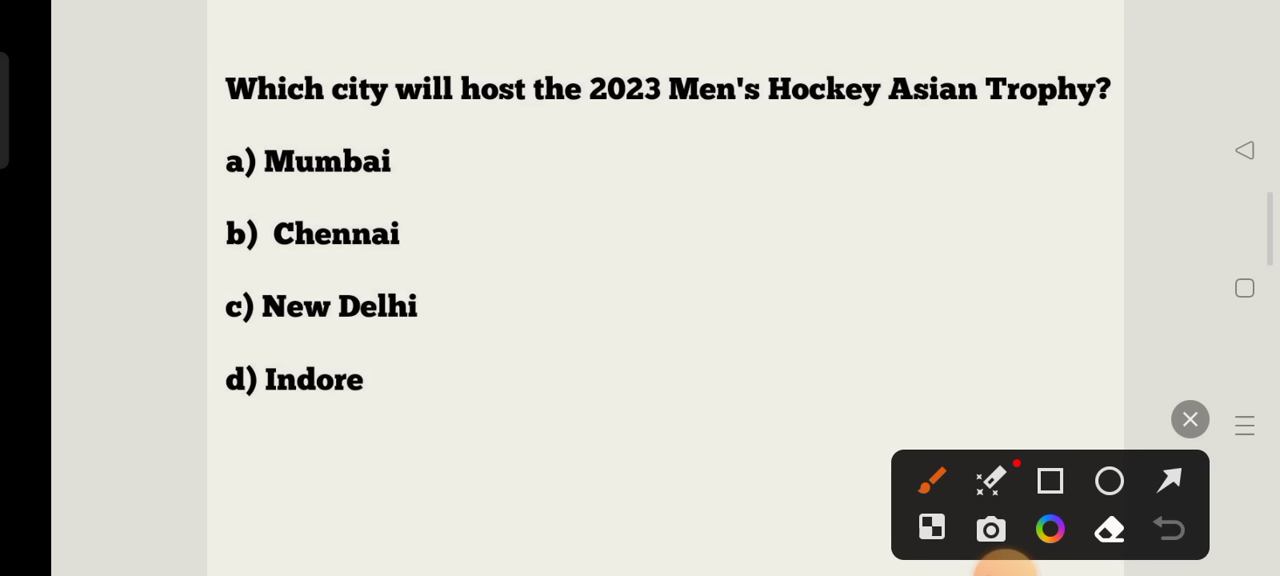 Which city will host the 2023 Men's Hockey Asian Trophy?
a) Mumbai
b) Chennai
c) New Delhi
d) Indore